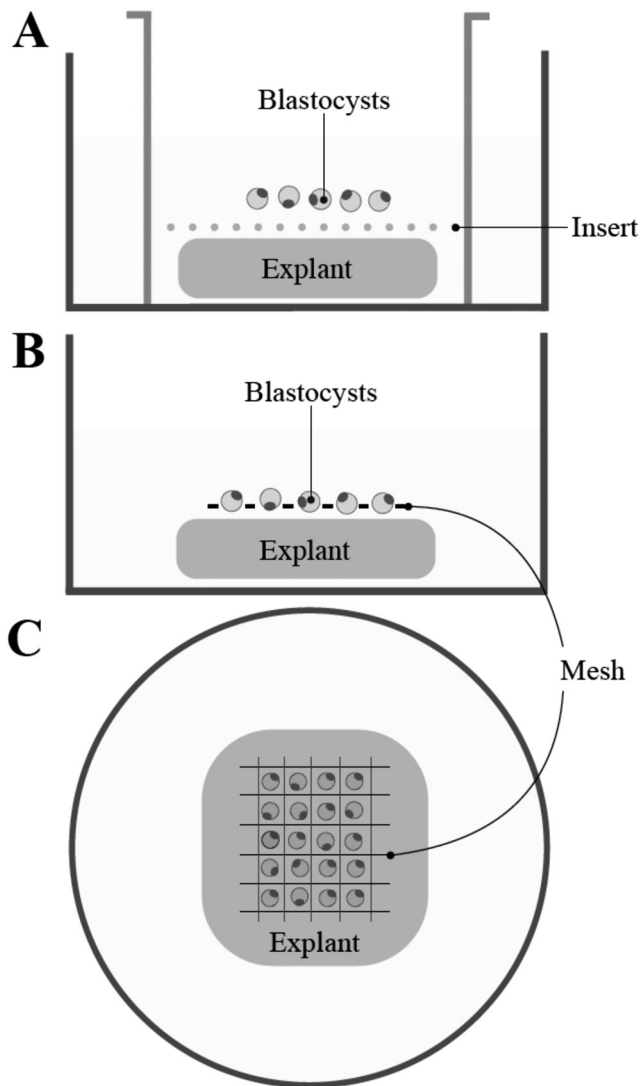 A
Blastocysts
Insert
Explant
B
Blastocysts
Explant
C
Mesh
Explant